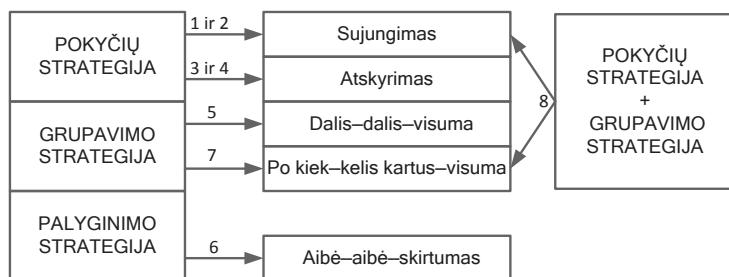 POKYČIŲ
STRATEGIJA
GRUPAVIMO
STRATEGIJA
PALYGINIMO
STRATEGIJA
1 ir 2
3 ir 4
5
7
6
Sujungimas
Atskyrimas
Dalis–dalis–visuma
Po kiek–kelis kartus–visuma
Aibė–aibė–skirtumas
8
POKYČIŲ
STRATEGIJA
+
GRUPAVIMO
STRATEGIJA